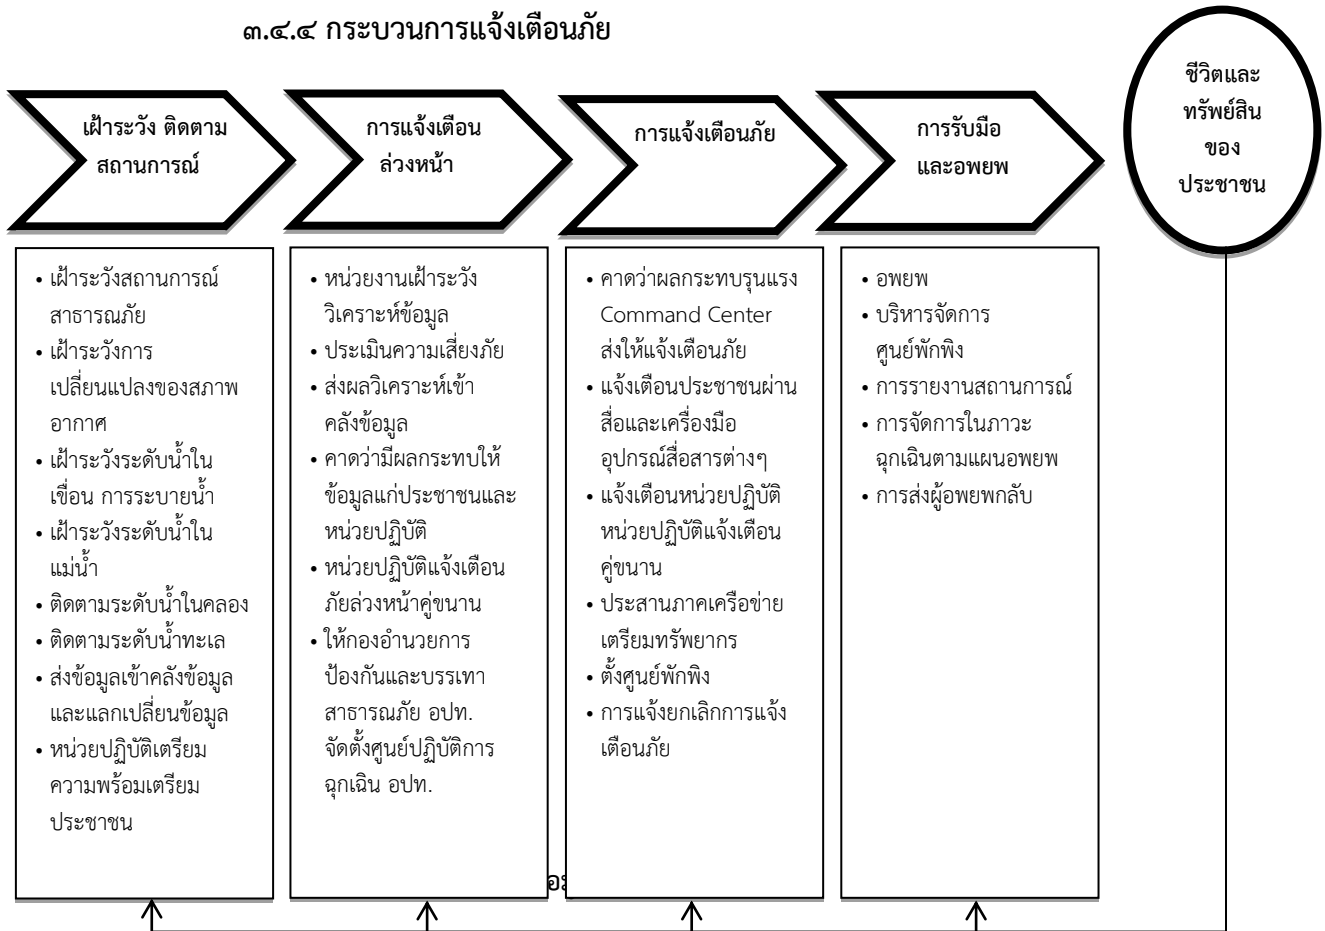 ๓.๔.๔ กระบวนการแจ้งเตือนภัย
เฝ้าระวัง ติดตาม
สถานการณ์
การแจ้งเตือน
ล่วงหน้า
การแจ้งเตือนภัย
การรับมือ
และอพยพ
ชีวิตและ
ทรัพย์สิน
ของ
ประชาชน
• เฝ้าระวังสถานการณ์
สาธารณภัย
• เฝ้าระวังการ
เปลี่ยนแปลงของสภาพ
อากาศ
• เฝ้าระวังระดับน้ำใน
เขื่อน การระบายน้ำ
• เฝ้าระวังระดับน้ำใน
แม่น้ำ
• ติดตามระดับน้ำในคลอง
• ติดตามระดับน้ำทะเล
• ส่งข้อมูลเข้าคลังข้อมูล
และแลกเปลี่ยนข้อมูล
• หน่วยปฏิบัติเตรียม
ความพร้อมเตรียม
ประชาชน
• หน่วยงานเฝ้าระวัง
วิเคราะห์ข้อมูล
• ประเมินความเสี่ยงภัย
• ส่งผลวิเคราะห์เข้า
คลังข้อมูล
• คาดว่ามีผลกระทบให้
ข้อมูลแก่ประชาชนและ
หน่วยปฏิบัติ
• หน่วยปฏิบัติแจ้งเตือน
ภัยล่วงหน้าคู่ขนาน
• ให้กองอำนวยการ
ป้องกันและบรรเทา
สาธารณภัย อปท.
จัดตั้งศูนย์ปฏิบัติการ
ฉุกเฉิน อปท.
• คาดว่าผลกระทบรุนแรง
Command Center
ส่งให้แจ้งเตือนภัย
• แจ้งเตือนประชาชนผ่าน
สื่อและเครื่องมือ
อุปกรณ์สื่อสารต่างๆ
• แจ้งเตือนหน่วยปฏิบัติ
หน่วยปฏิบัติแจ้งเตือน
คู่ขนาน
• ประสานภาคเครือข่าย
เตรียมทรัพยากร
• ตั้งศูนย์พักพิง
• การแจ้งยกเลิกการแจ้ง
เตือนภัย
• อพยพ
• บริหารจัดการ
ศูนย์พักพิง
• การรายงานสถานการณ์
• การจัดการในภาวะ
ฉุกเฉินตามแผนอพยพ
• การส่งผู้อพยพกลับ